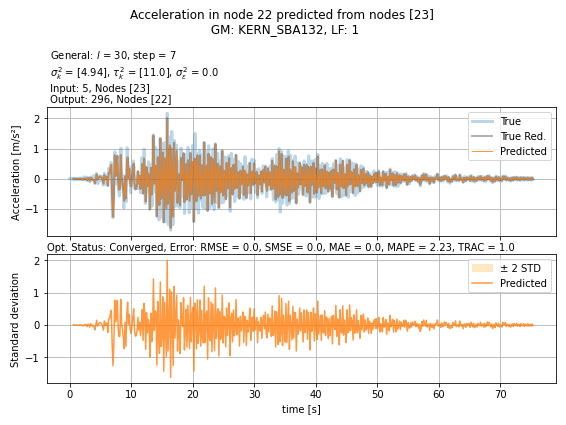 Acceleration in node 22 predicted from nodes [23]
GM: KERN_SBA132, LF: 1
General: l = 30, step = 7
σ²ₖ = [4.94], τ²ₖ = [11.0], σ²ε = 0.0
Input: 5, Nodes [23]
Output: 296, Nodes [22]
Acceleration [m/s²]
2
1
0
−1
True
True Red.
Predicted
Opt. Status: Converged, Error: RMSE = 0.0, SMSE = 0.0, MAE = 0.0, MAPE = 2.23, TRAC = 1.0
Standard deviation
2
1
0
−1
± 2 STD
Predicted
0 10 20 30 40 50 60 70
time [s]